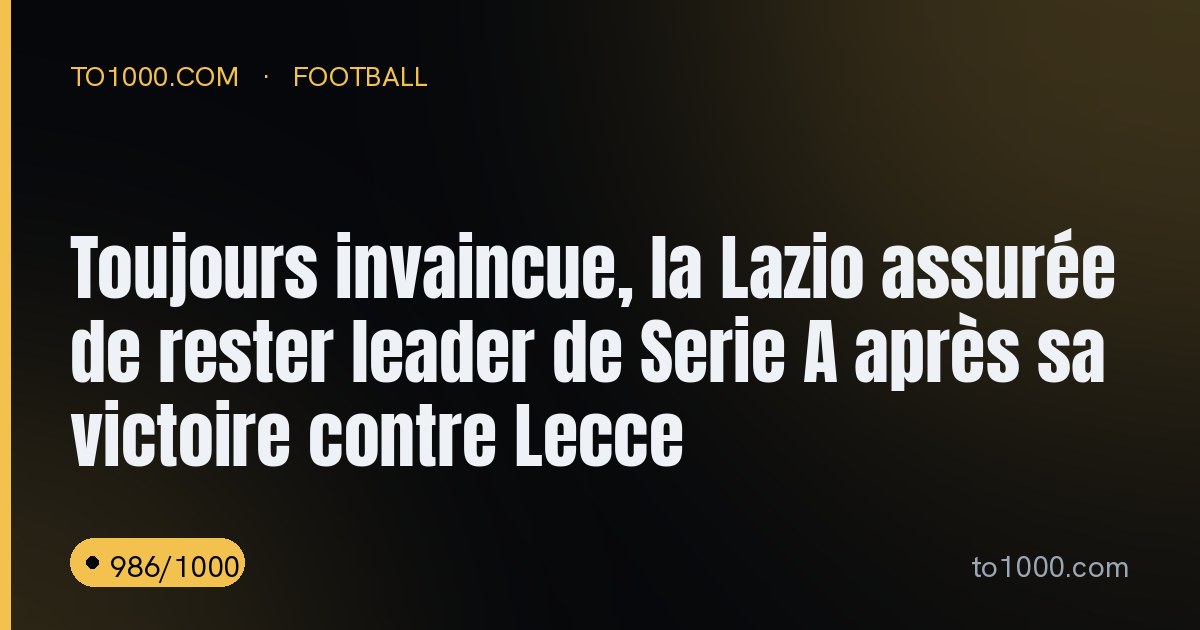 TO1000.COM · FOOTBALL
Toujours invaincue, la Lazio assurée
de rester leader de Serie A après sa
victoire contre Lecce
986/1000
to1000.com